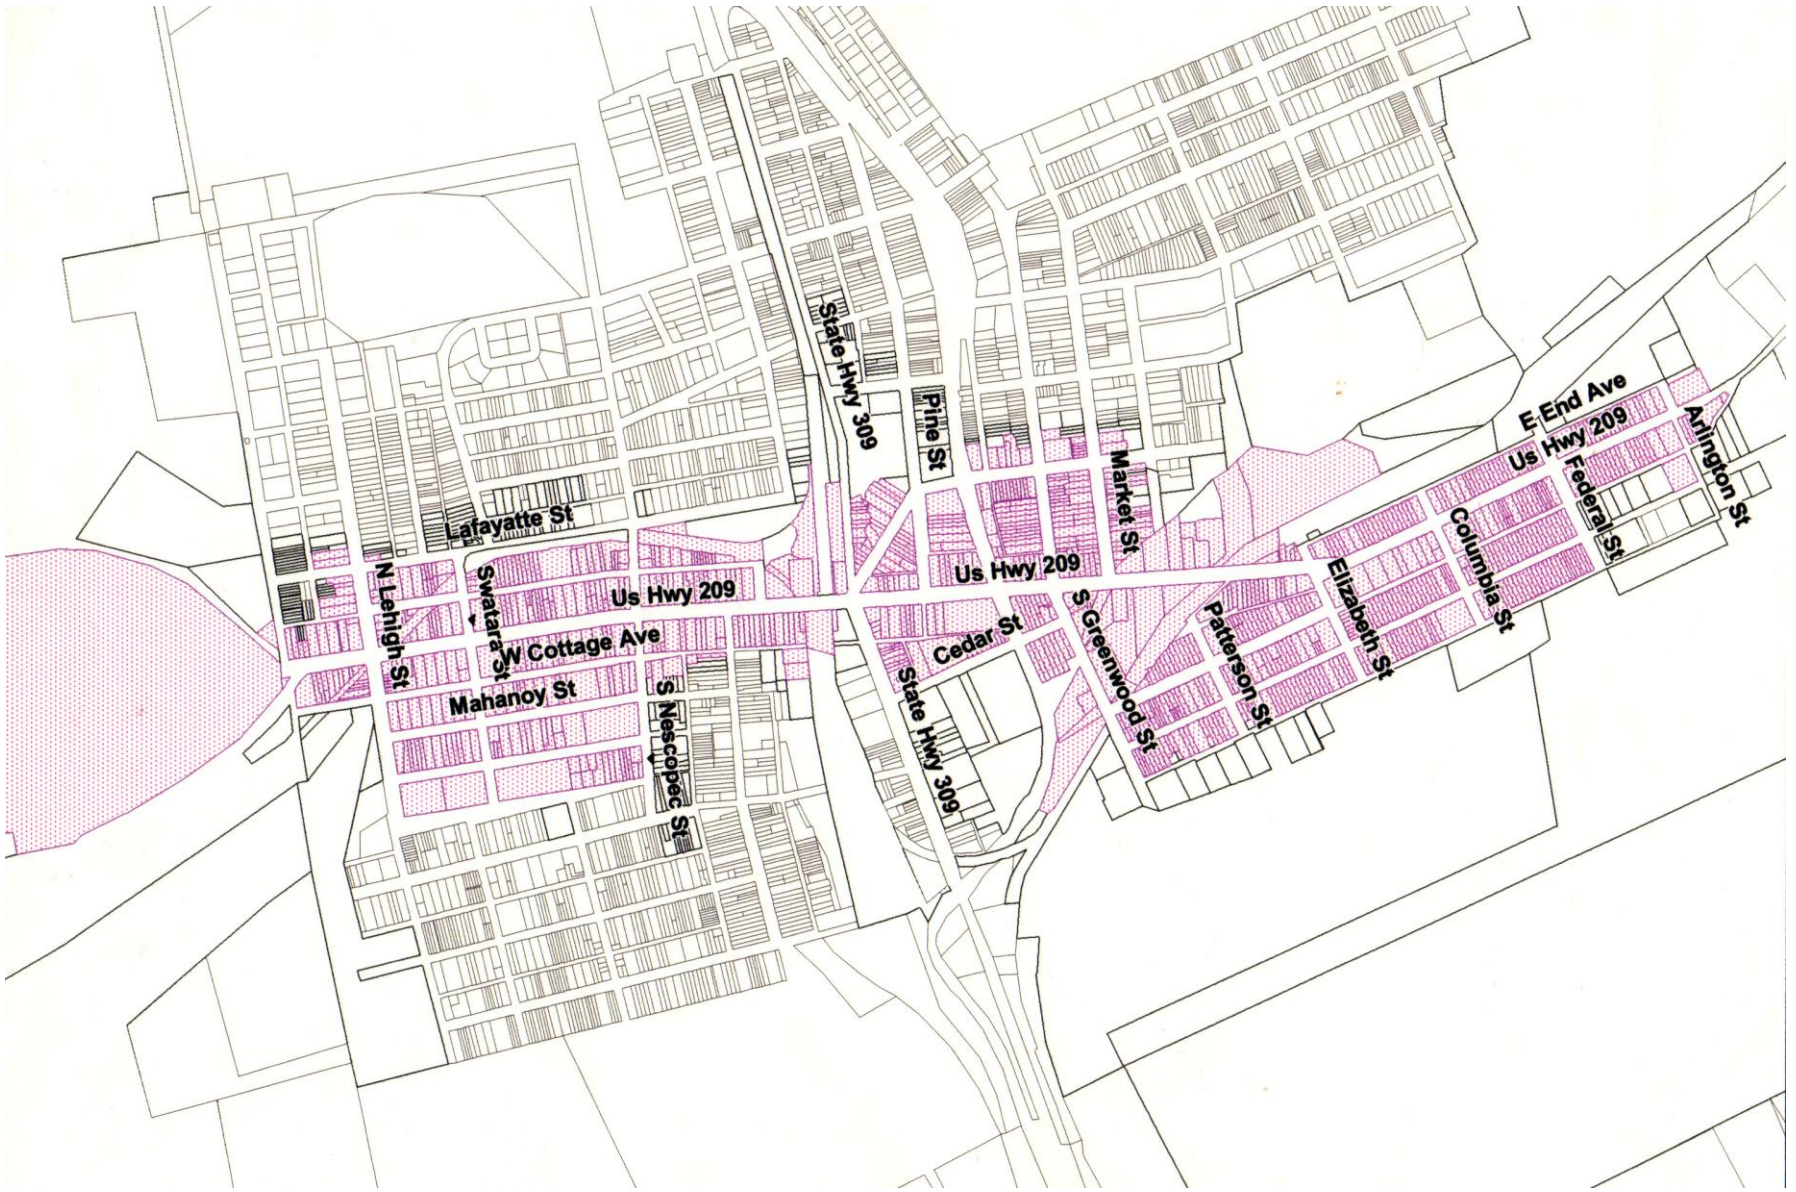 State Hwy 309
Pine St
E End Ave
Us Hwy 209
Arlington St
Market St
Federal St
Lafayatte St
Columbia St
Us Hwy 209
Us Hwy 209
N Lehigh St
Swatara St
W Cottage Ave
Mahanoy St
S Nescopec St
Cedar St
State Hwy 309
S Greenwood St
Patterson St
Elizabeth St